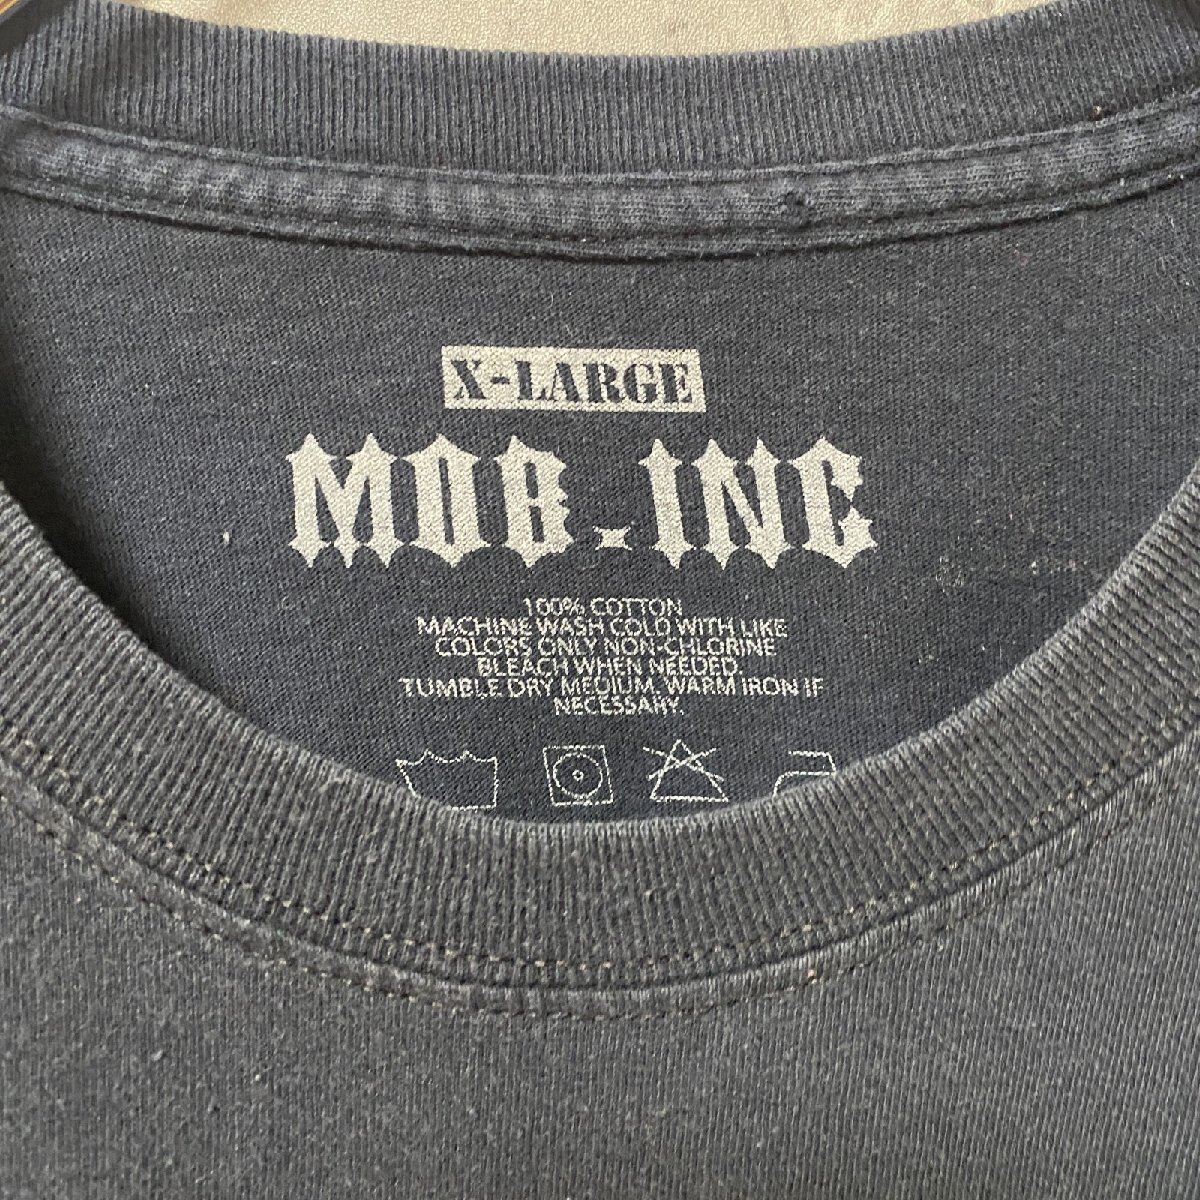 X-LARGE
MOB.INC
100% COTTON
MACHINE WASH COLD WITH LIKE
COLORS ONLY NON-CHLORINE
BLEACH WHEN NEEDED.
TUMBLE DRY MEDIUM. WARM IRON IF
NECESSARY.